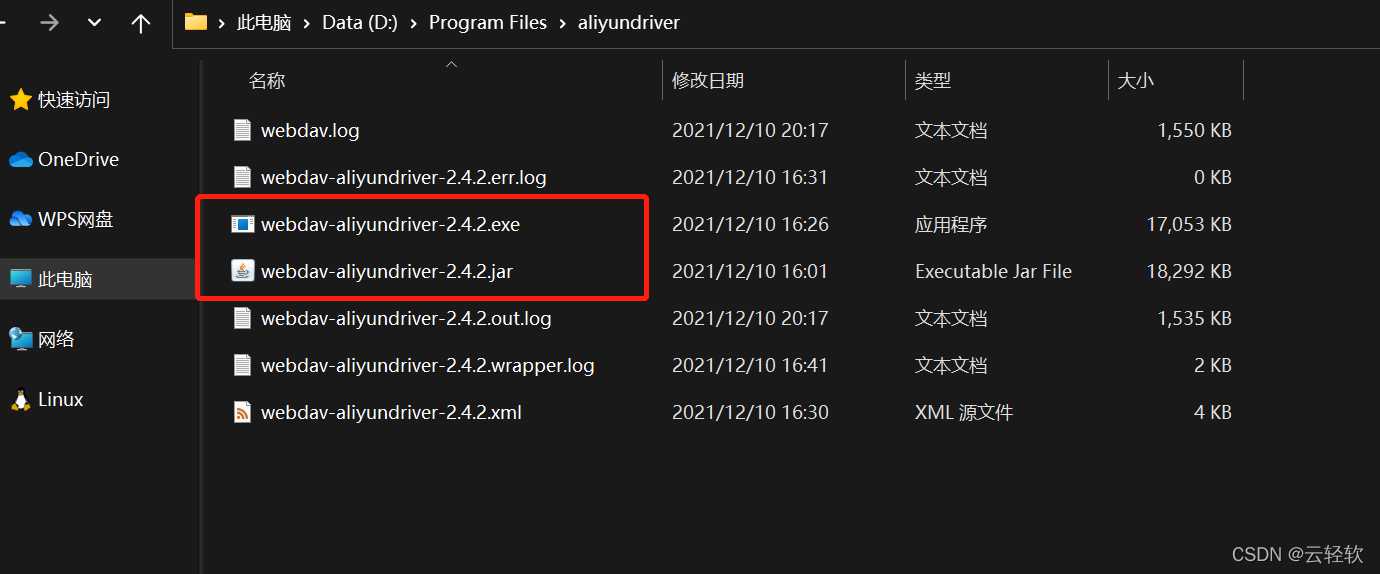 此电脑 › Data (D:) › Program Files › aliyundriver
名称 修改日期 类型 大小
快速访问
OneDrive
WPS网盘
此电脑
网络
Linux
webdav.log 2021/12/10 20:17 文本文档 1,550 KB
webdav-aliyundriver-2.4.2.err.log 2021/12/10 16:31 文本文档 0 KB
webdav-aliyundriver-2.4.2.exe 2021/12/10 16:26 应用程序 17,053 KB
webdav-aliyundriver-2.4.2.jar 2021/12/10 16:01 Executable Jar File 18,292 KB
webdav-aliyundriver-2.4.2.out.log 2021/12/10 20:17 文本文档 1,535 KB
webdav-aliyundriver-2.4.2.wrapper.log 2021/12/10 16:41 文本文档 2 KB
webdav-aliyundriver-2.4.2.xml 2021/12/10 16:30 XML 源文件 4 KB
CSDN @云轻软